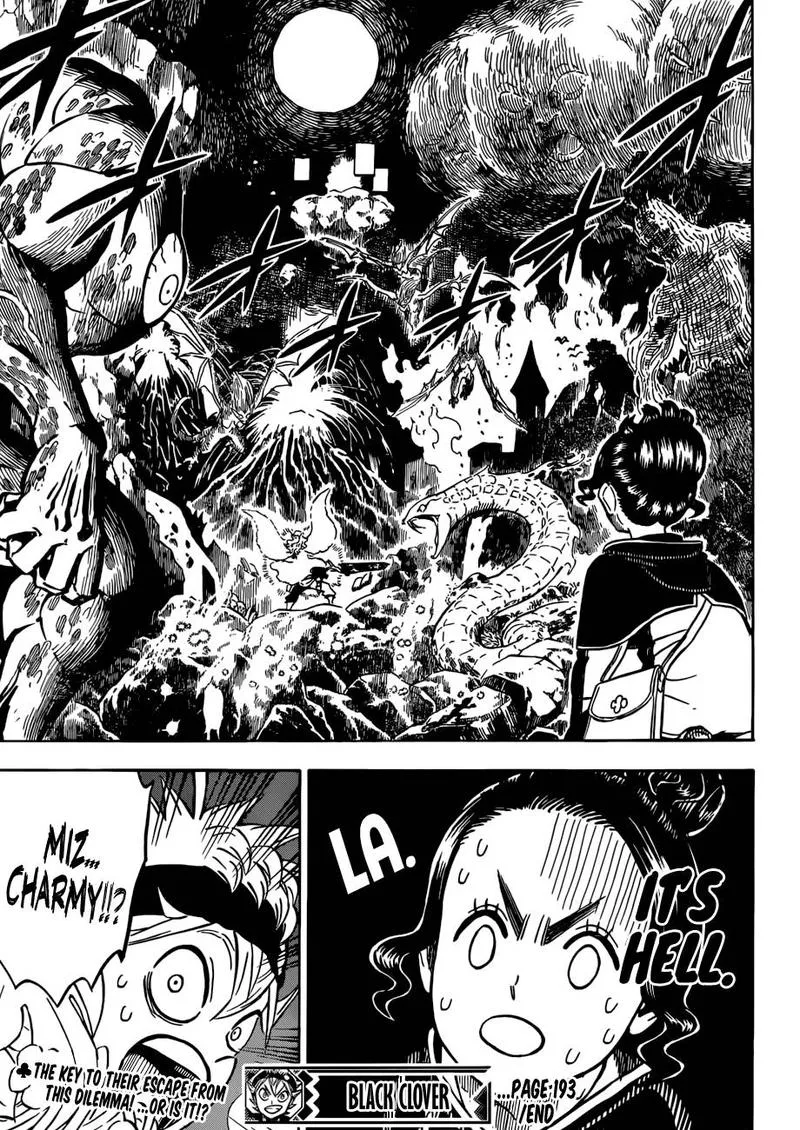 LA.
IT'S
HELL.
MIZ...
CHARMY!!?
♣ THE KEY TO THEIR ESCAPE FROM
THIS DILEMMA! ...OR IS IT!?
BLACK CLOVER
...PAGE 193
/END